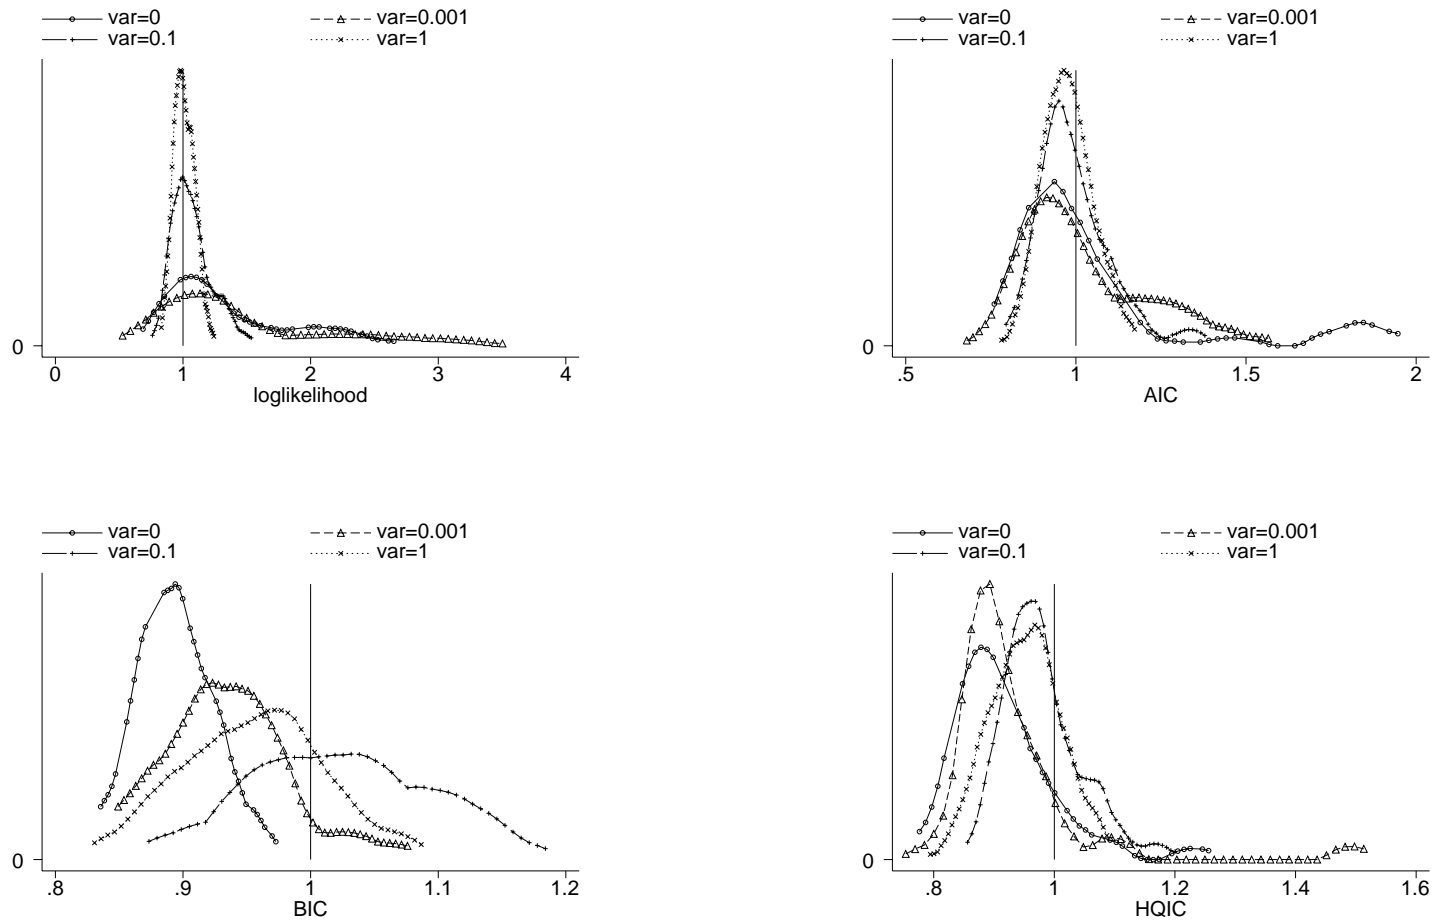 var=0 var=0.001
var=0.1 var=1
0
0 1 2 3 4
loglikelihood
var=0 var=0.001
var=0.1 var=1
0
.5 1 1.5 2
AIC
var=0 var=0.001
var=0.1 var=1
0
.8 .9 1 1.1 1.2
BIC
var=0 var=0.001
var=0.1 var=1
0
.8 1 1.2 1.4 1.6
HQIC